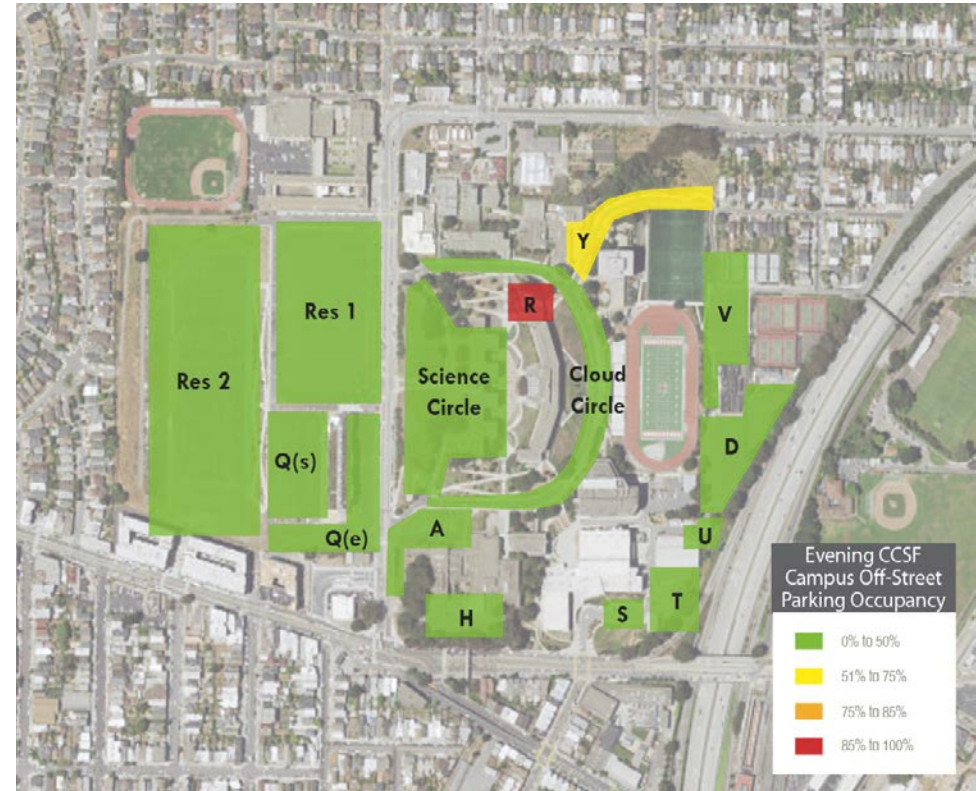 Y
R
Res 1
V
Res 2
Science
Circle
Cloud
Circle
Q(s)
D
A
Q(e)
U
H
S
T
Evening CCSF
Campus Off-Street
Parking Occupancy
0% to 50%
51% to 75%
75% to 85%
85% to 100%